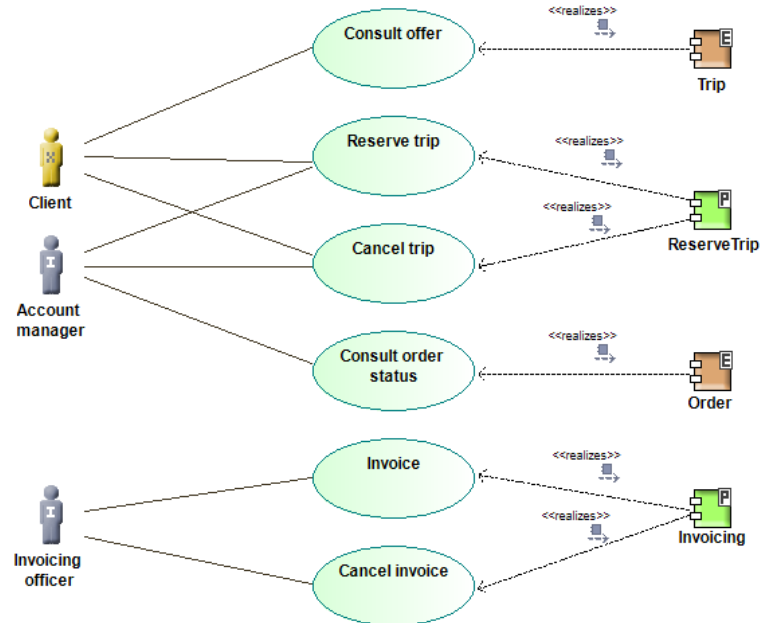 <<realizes>>
Consult offer
E
Trip
X
Client
Reserve trip
<<realizes>>
P
ReserveTrip
<<realizes>>
Cancel trip
I
Account
manager
<<realizes>>
Consult order
status
E
Order
Invoice
<<realizes>>
I
Invoicing
officer
P
Invoicing
<<realizes>>
Cancel invoice